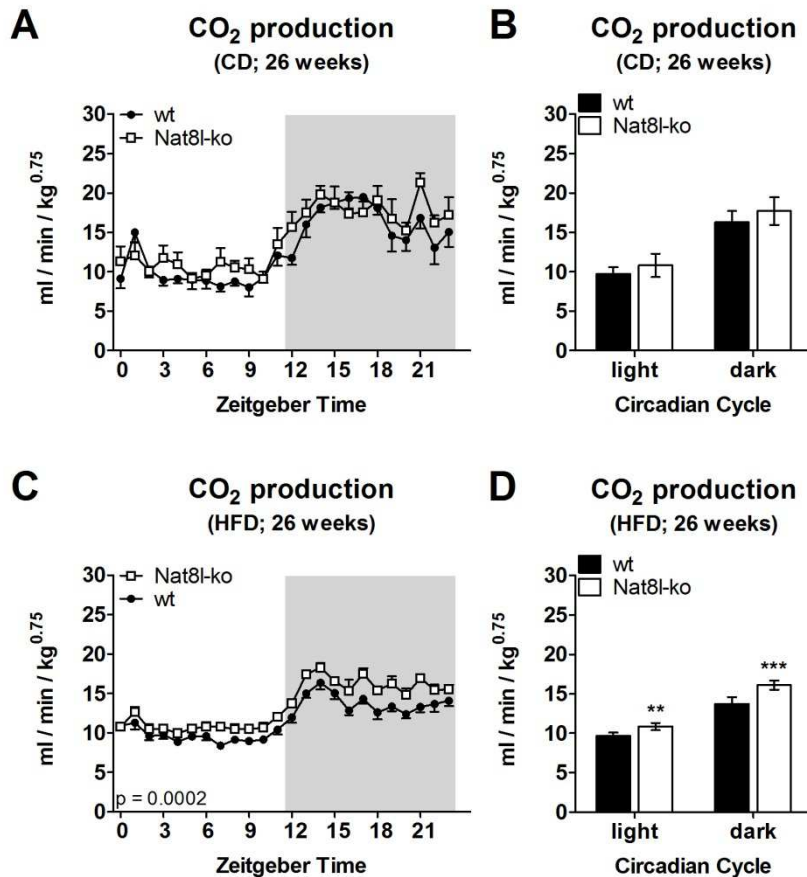 A
CO₂ production
(CD; 26 weeks)
wt
Nat8l-ko
ml / min / kg^0.75
30
25
20
15
10
5
0
0 3 6 9 12 15 18 21
Zeitgeber Time
B
CO₂ production
(CD; 26 weeks)
wt
Nat8l-ko
ml / min / kg^0.75
30
25
20
15
10
5
0
light dark
Circadian Cycle
C
CO₂ production
(HFD; 26 weeks)
Nat8l-ko
wt
ml / min / kg^0.75
30
25
20
15
10
5
0
p = 0.0002
0 3 6 9 12 15 18 21
Zeitgeber Time
D
CO₂ production
(HFD; 26 weeks)
wt
Nat8l-ko
ml / min / kg^0.75
30
25
20
15
10
5
0
**
***
light dark
Circadian Cycle